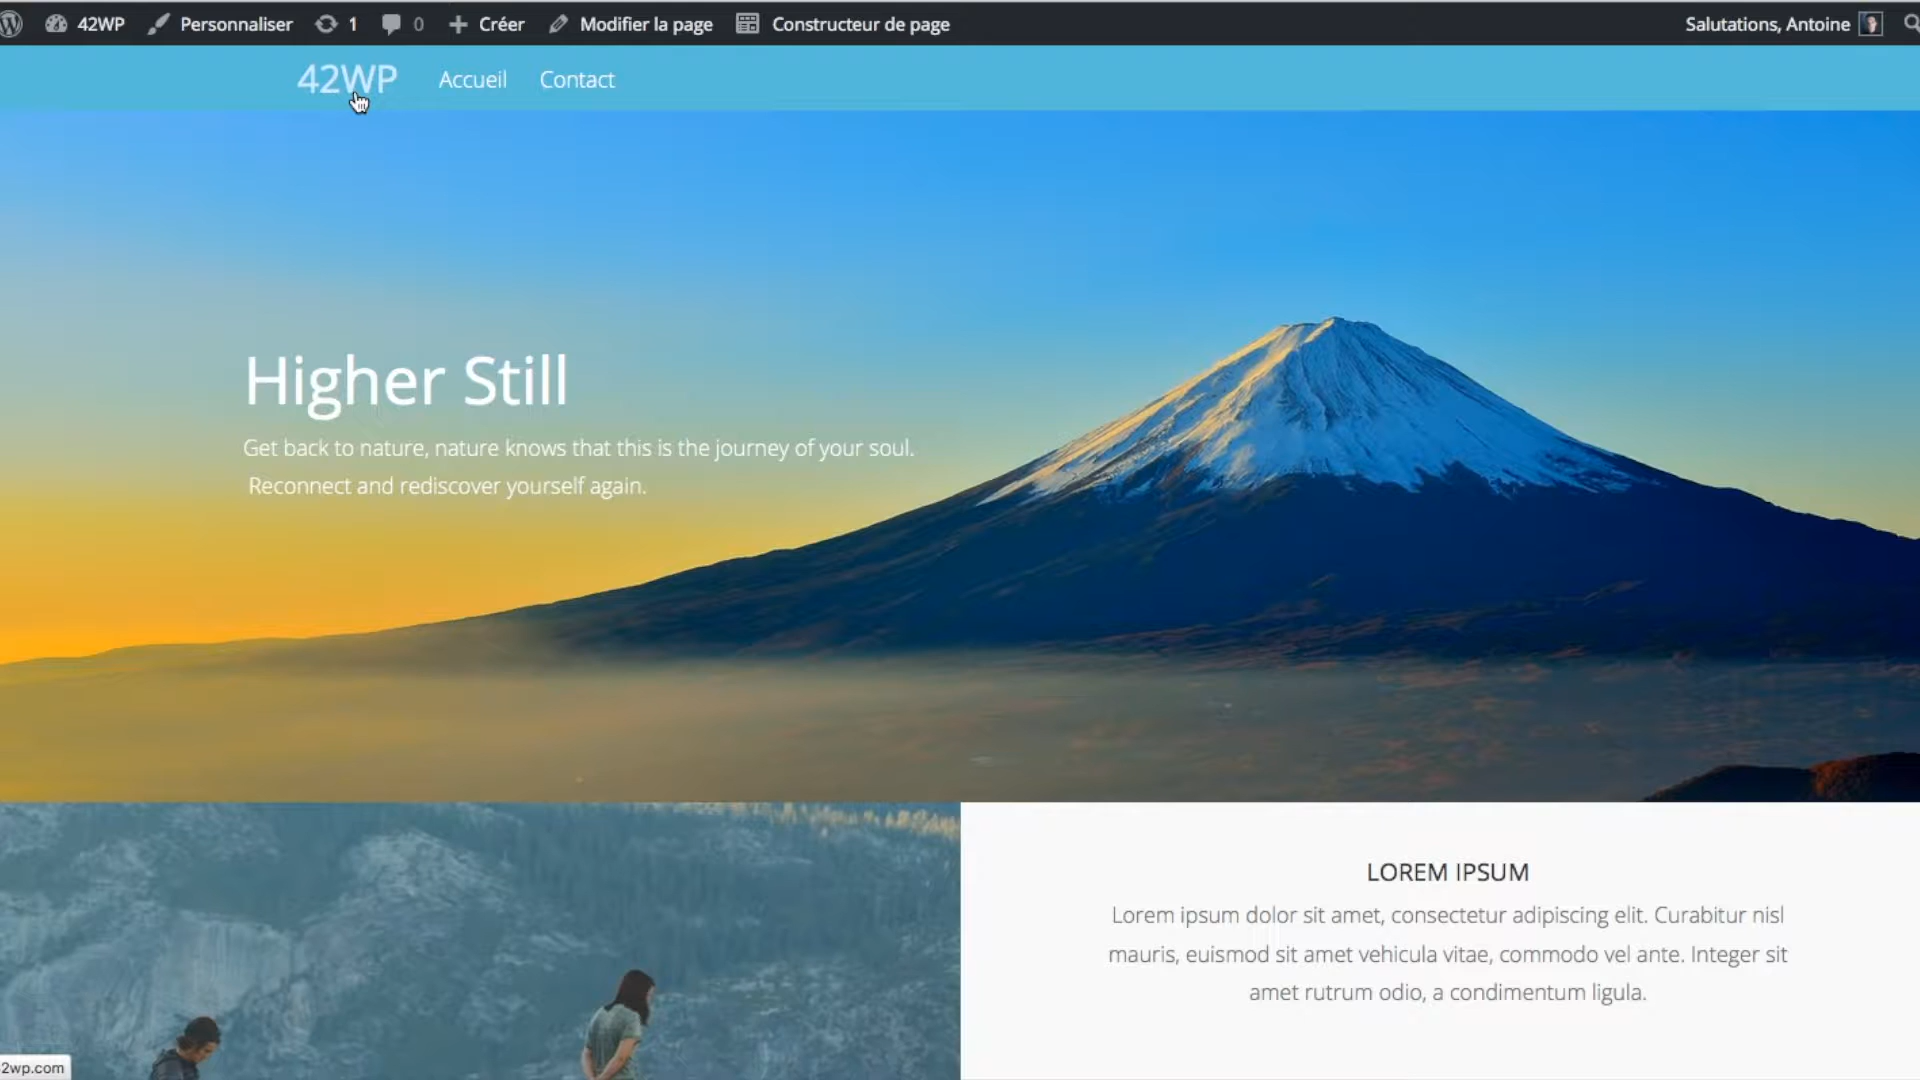 42WP Personnaliser 1 0 Créer Modifier la page Constructeur de page Salutations, Antoine
42WP Accueil Contact
Higher Still
Get back to nature, nature knows that this is the journey of your soul.
Reconnect and rediscover yourself again.
LOREM IPSUM
Lorem ipsum dolor sit amet, consectetur adipiscing elit. Curabitur nisl
mauris, euismod sit amet vehicula vitae, commodo vel ante. Integer sit
amet rutrum odio, a condimentum ligula.
2wp.com